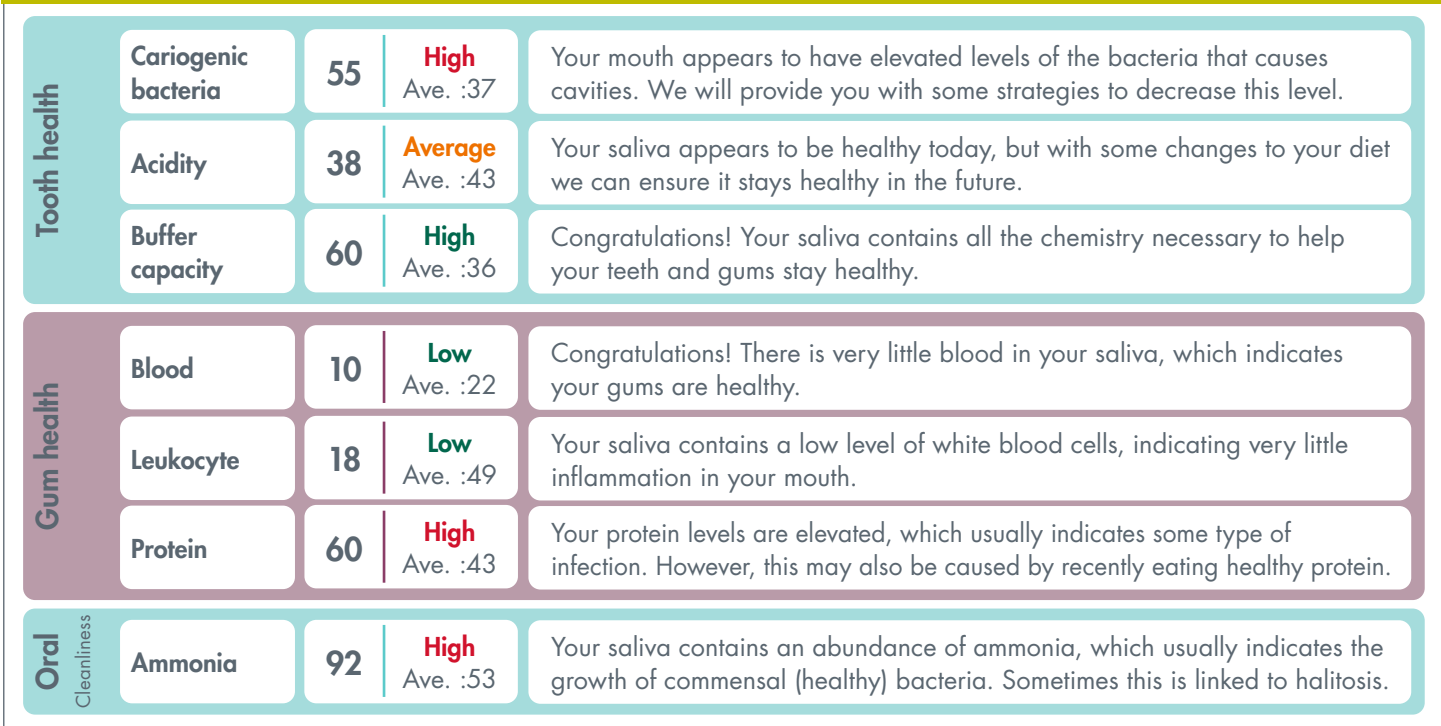 Tooth health
Cariogenic
bacteria
55
High
Ave. :37
Your mouth appears to have elevated levels of the bacteria that causes
cavities. We will provide you with some strategies to decrease this level.
Acidity
38
Average
Ave. :43
Your saliva appears to be healthy today, but with some changes to your diet
we can ensure it stays healthy in the future.
Buffer
capacity
60
High
Ave. :36
Congratulations! Your saliva contains all the chemistry necessary to help
your teeth and gums stay healthy.
Gum health
Blood
10
Low
Ave. :22
Congratulations! There is very little blood in your saliva, which indicates
your gums are healthy.
Leukocyte
18
Low
Ave. :49
Your saliva contains a low level of white blood cells, indicating very little
inflammation in your mouth.
Protein
60
High
Ave. :43
Your protein levels are elevated, which usually indicates some type of
infection. However, this may also be caused by recently eating healthy protein.
Oral
Cleanliness
Ammonia
92
High
Ave. :53
Your saliva contains an abundance of ammonia, which usually indicates the
growth of commensal (healthy) bacteria. Sometimes this is linked to halitosis.